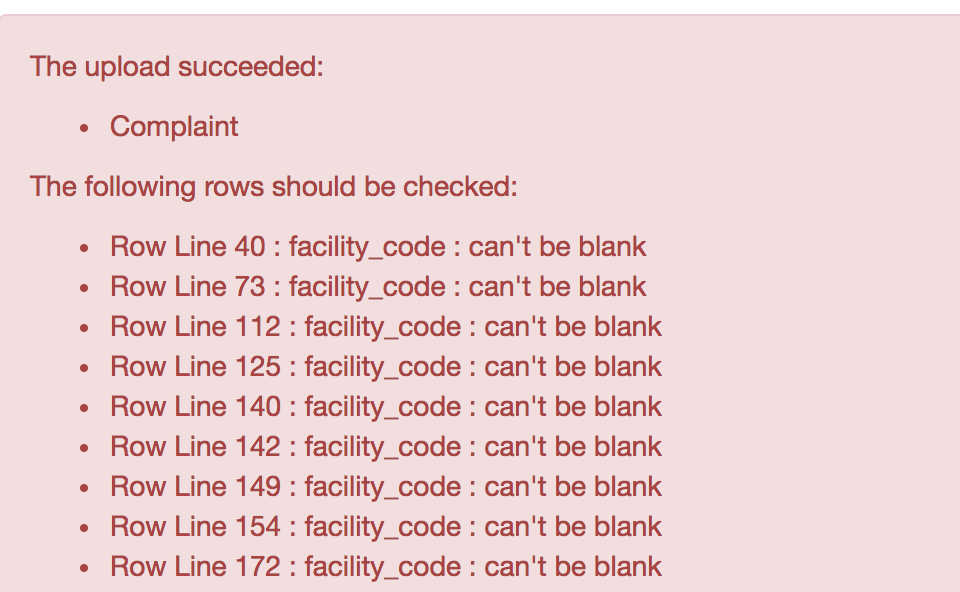 The upload succeeded:
• Complaint
The following rows should be checked:
• Row Line 40 : facility_code : can't be blank
• Row Line 73 : facility_code : can't be blank
• Row Line 112 : facility_code : can't be blank
• Row Line 125 : facility_code : can't be blank
• Row Line 140 : facility_code : can't be blank
• Row Line 142 : facility_code : can't be blank
• Row Line 149 : facility_code : can't be blank
• Row Line 154 : facility_code : can't be blank
• Row Line 172 : facility_code : can't be blank